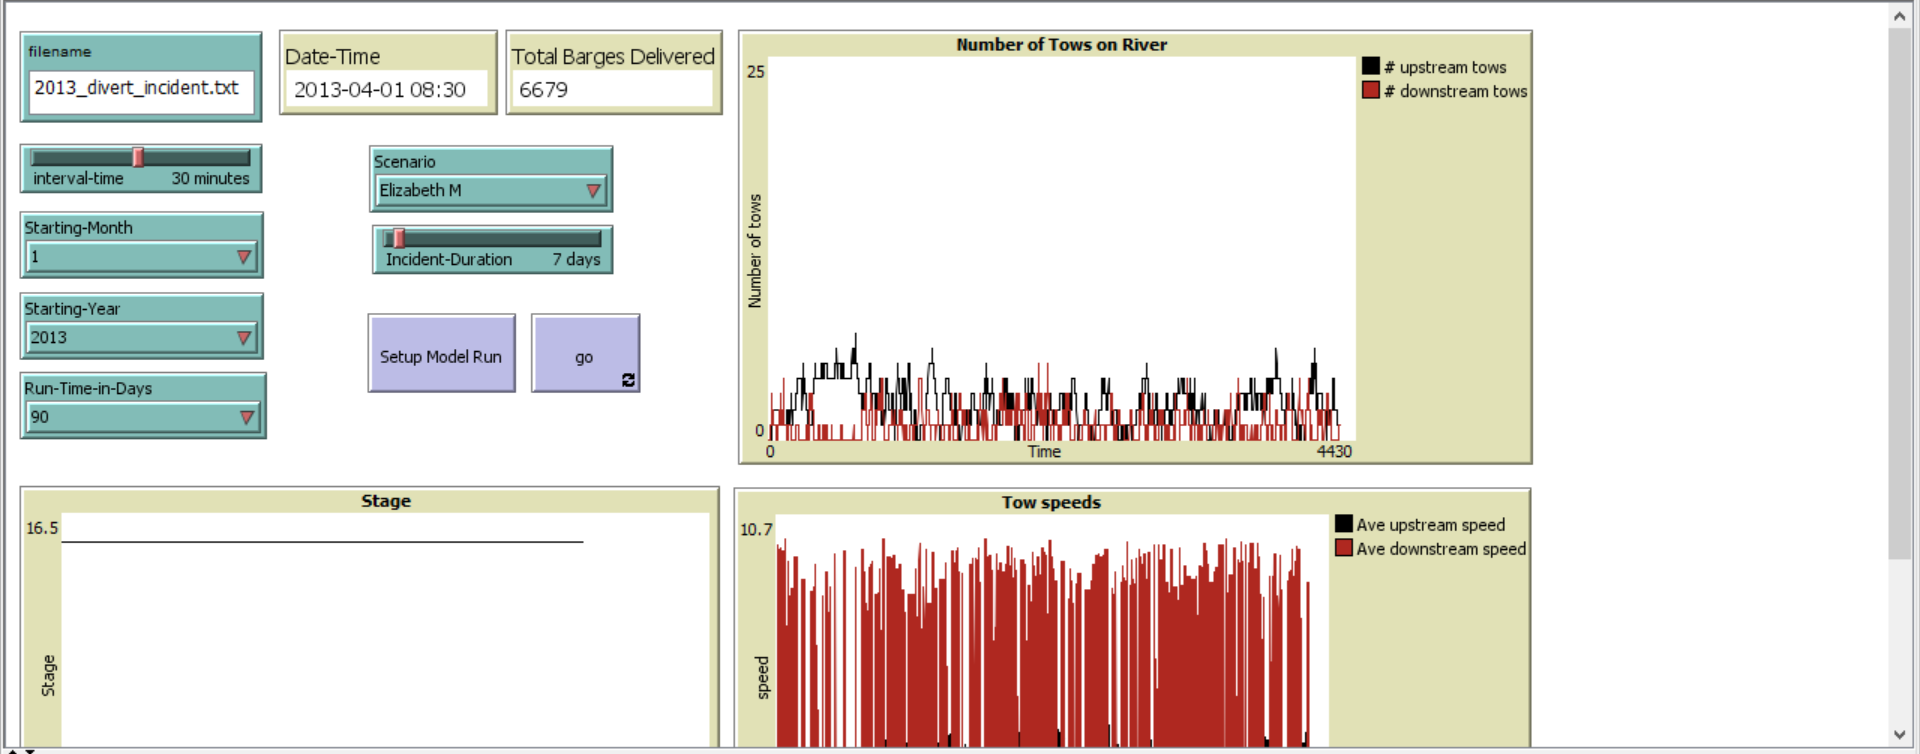 filename
2013_divert_incident.txt
Date-Time
2013-04-01 08:30
Total Barges Delivered
6679
interval-time 30 minutes
Scenario
Elizabeth M
Starting-Month
1
Incident-Duration 7 days
Starting-Year
2013
Setup Model Run
go
Run-Time-in-Days
90
Number of Tows on River
25
Number of tows
0
0 Time 4430
# upstream tows
# downstream tows
Stage
16.5
Stage
Tow speeds
10.7
speed
Ave upstream speed
Ave downstream speed